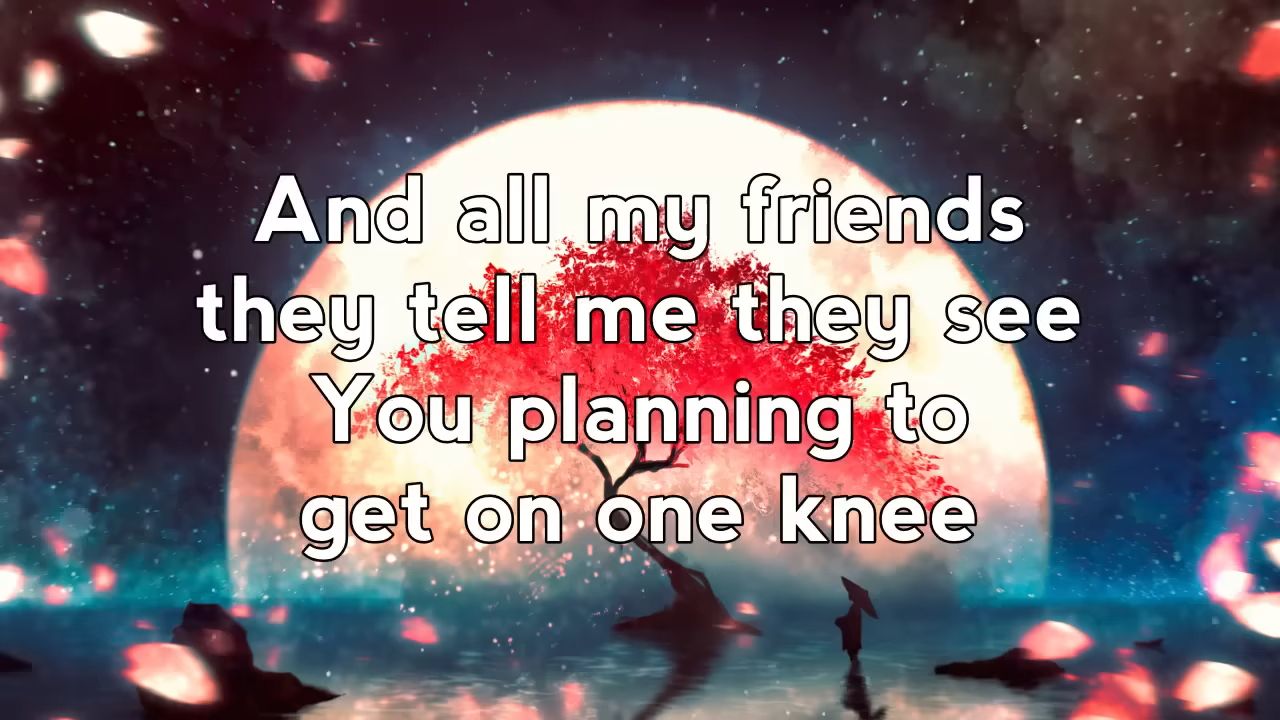 And all my friends
they tell me they see
You planning to
get on one knee